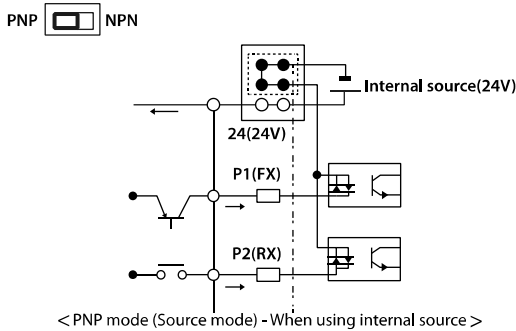 PNP NPN
Internal source(24V)
24(24V)
P1(FX)
P2(RX)
< PNP mode (Source mode) - When using internal source >